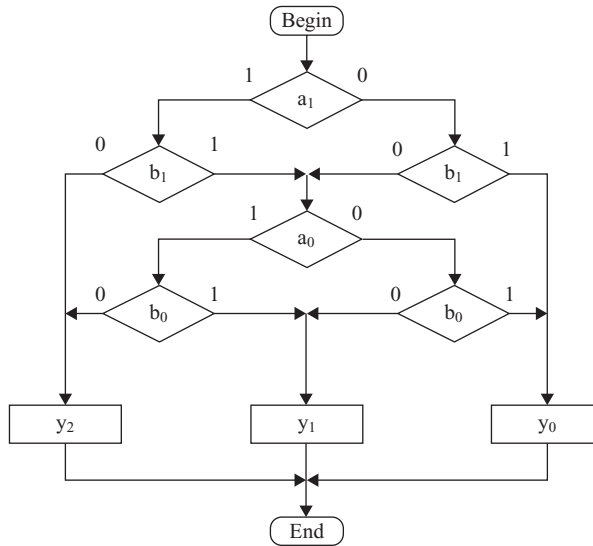 Begin
1 0
a₁
0 1 0 1
b₁ b₁
1 0
a₀
0 1 0 1
b₀ b₀
y₂ y₁ y₀
End